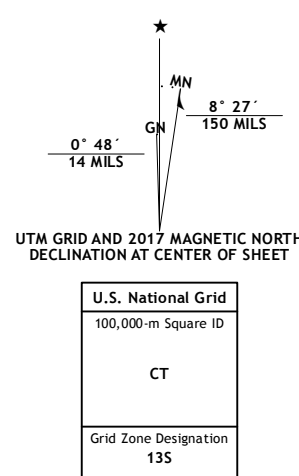 MN
GN
8° 27´
150 MILS
0° 48´
14 MILS
UTM GRID AND 2017 MAGNETIC NORTH
DECLINATION AT CENTER OF SHEET
U.S. National Grid
100,000-m Square ID
CT
Grid Zone Designation
13S